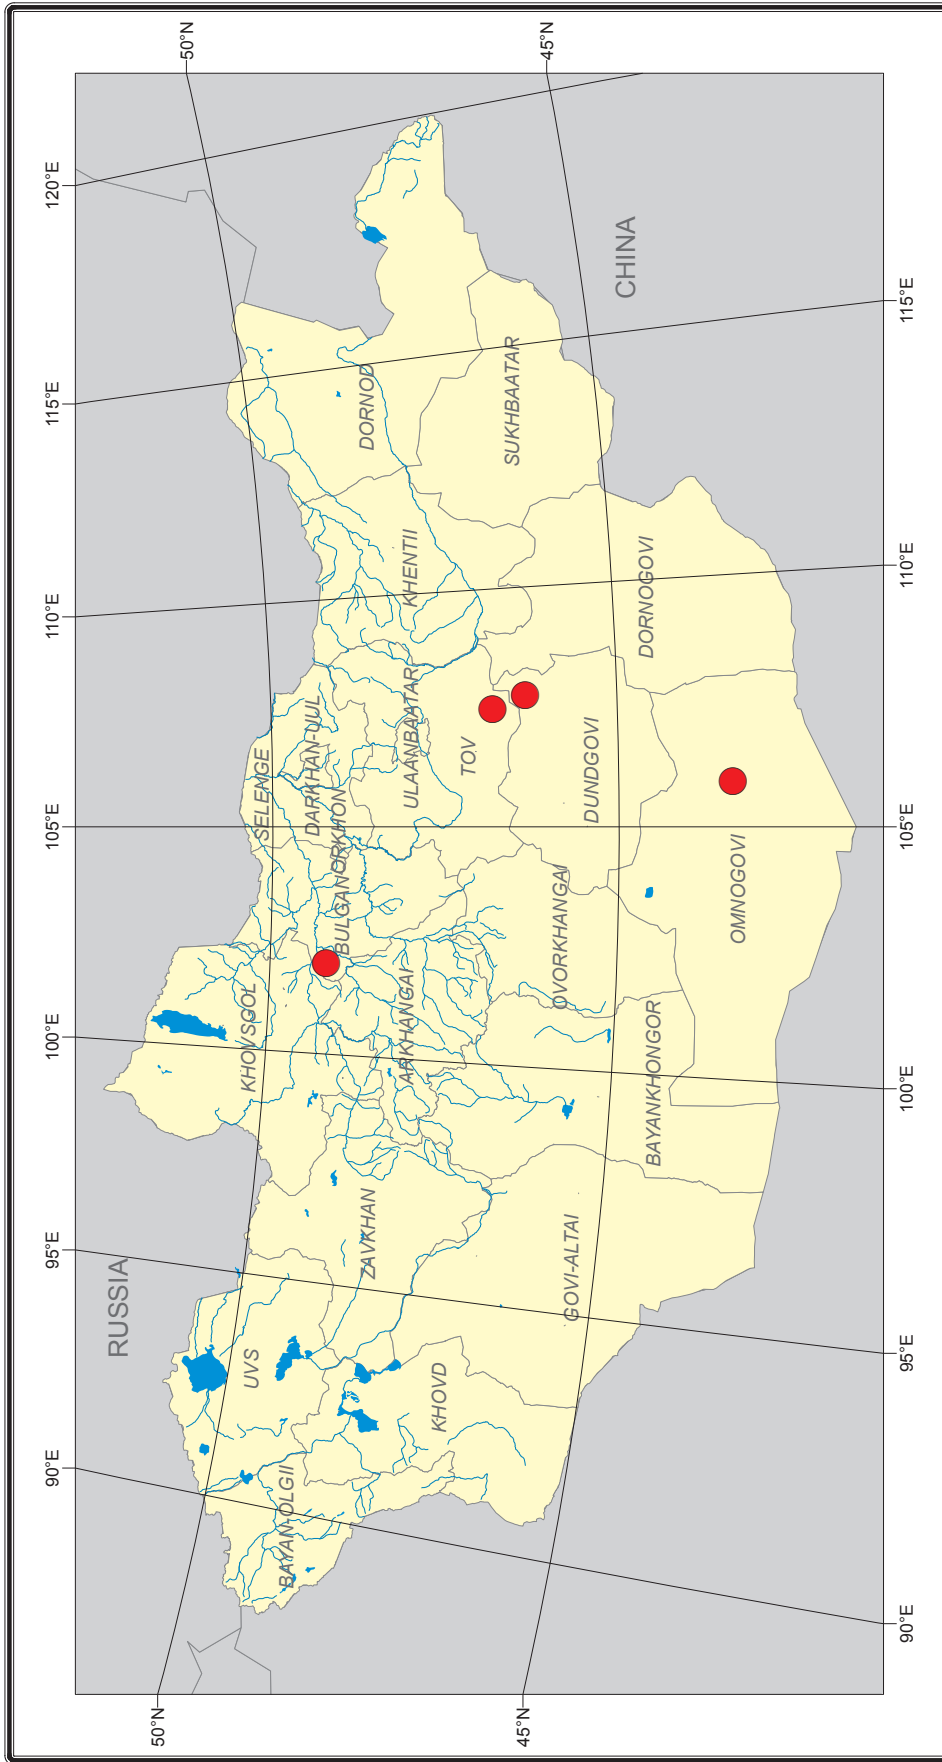 90°E
95°E
100°E
105°E
110°E
115°E
120°E
50°N
50°N
RUSSIA
KHOVSGOL
SELENGE
UVS
DARKHAN-UUL
BAYAN-OLGII
BULGAN
ORKHON
ZAVKHAN
DORNOD
ARKHANGAI
ULAANBAATAR
KHENTII
KHOVD
TOV
SUKHBAATAR
45°N
45°N
OVORKHANGAI
GOVI-ALTAI
DUNDGOVI
CHINA
BAYANKHONGOR
DORNOGOVI
OMNOGOVI
90°E
95°E
100°E
105°E
110°E
115°E